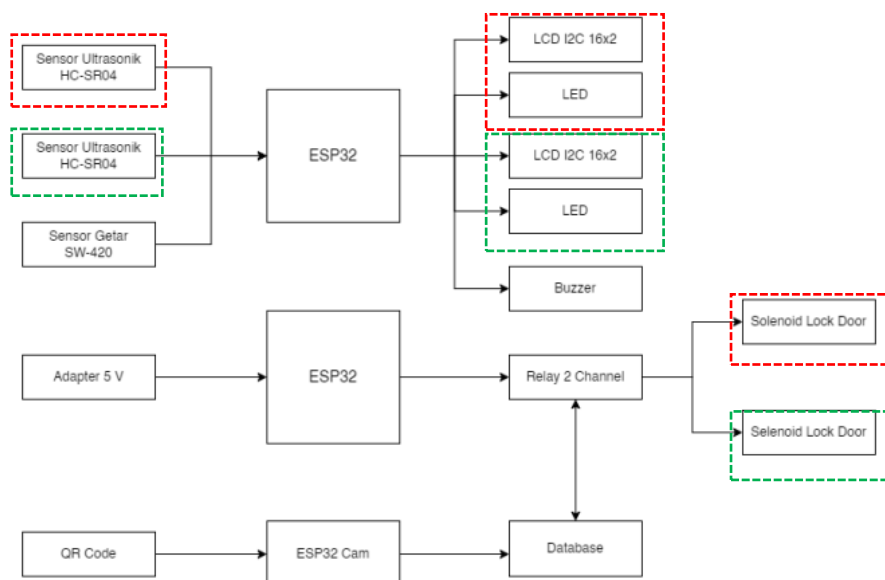 Sensor Ultrasonik
HC-SR04
LCD I2C 16x2
LED
Sensor Ultrasonik
HC-SR04
ESP32
LCD I2C 16x2
LED
Sensor Getar
SW-420
Buzzer
Solenoid Lock Door
Adapter 5 V
ESP32
Relay 2 Channel
Selenoid Lock Door
QR Code
ESP32 Cam
Database